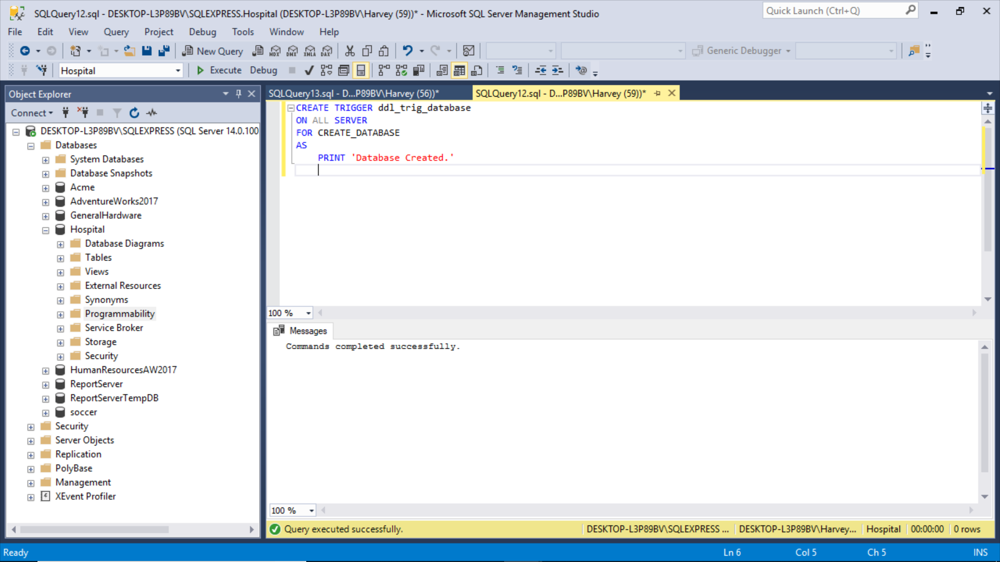 SQLQuery12.sql - DESKTOP-L3P89BV\SQLEXPRESS.Hospital (DESKTOP-L3P89BV\Harvey (59))* - Microsoft SQL Server Management Studio
Quick Launch (Ctrl+Q)
File Edit View Query Project Debug Tools Window Help
New Query MDX DMX XMLA DAX Generic Debugger
Hospital Execute Debug
Object Explorer
Connect
DESKTOP-L3P89BV\SQLEXPRESS (SQL Server 14.0.100
Databases
System Databases
Database Snapshots
Acme
AdventureWorks2017
GeneralHardware
Hospital
Database Diagrams
Tables
Views
External Resources
Synonyms
Programmability
Service Broker
Storage
Security
HumanResourcesAW2017
ReportServer
ReportServerTempDB
soccer
Security
Server Objects
Replication
PolyBase
Management
XEvent Profiler
SQLQuery13.sql - D...P89BV\Harvey (56))*
SQLQuery12.sql - D...P89BV\Harvey (59))*
CREATE TRIGGER ddl_trig_database
ON ALL SERVER
FOR CREATE_DATABASE
AS
PRINT 'Database Created.'
100 %
Messages
Commands completed successfully.
100 %
Query executed successfully.
DESKTOP-L3P89BV\SQLEXPRESS ... DESKTOP-L3P89BV\Harvey... Hospital 00:00:00 0 rows
Ready Ln 6 Col 5 Ch 5 INS